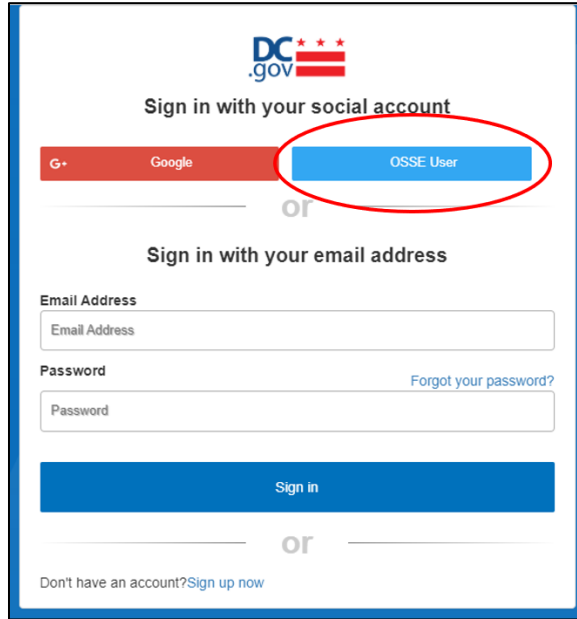 DC
.gov
Sign in with your social account
G+ Google OSSE User
or
Sign in with your email address
Email Address
Email Address
Password Forgot your password?
Password
Sign in
or
Don't have an account?Sign up now